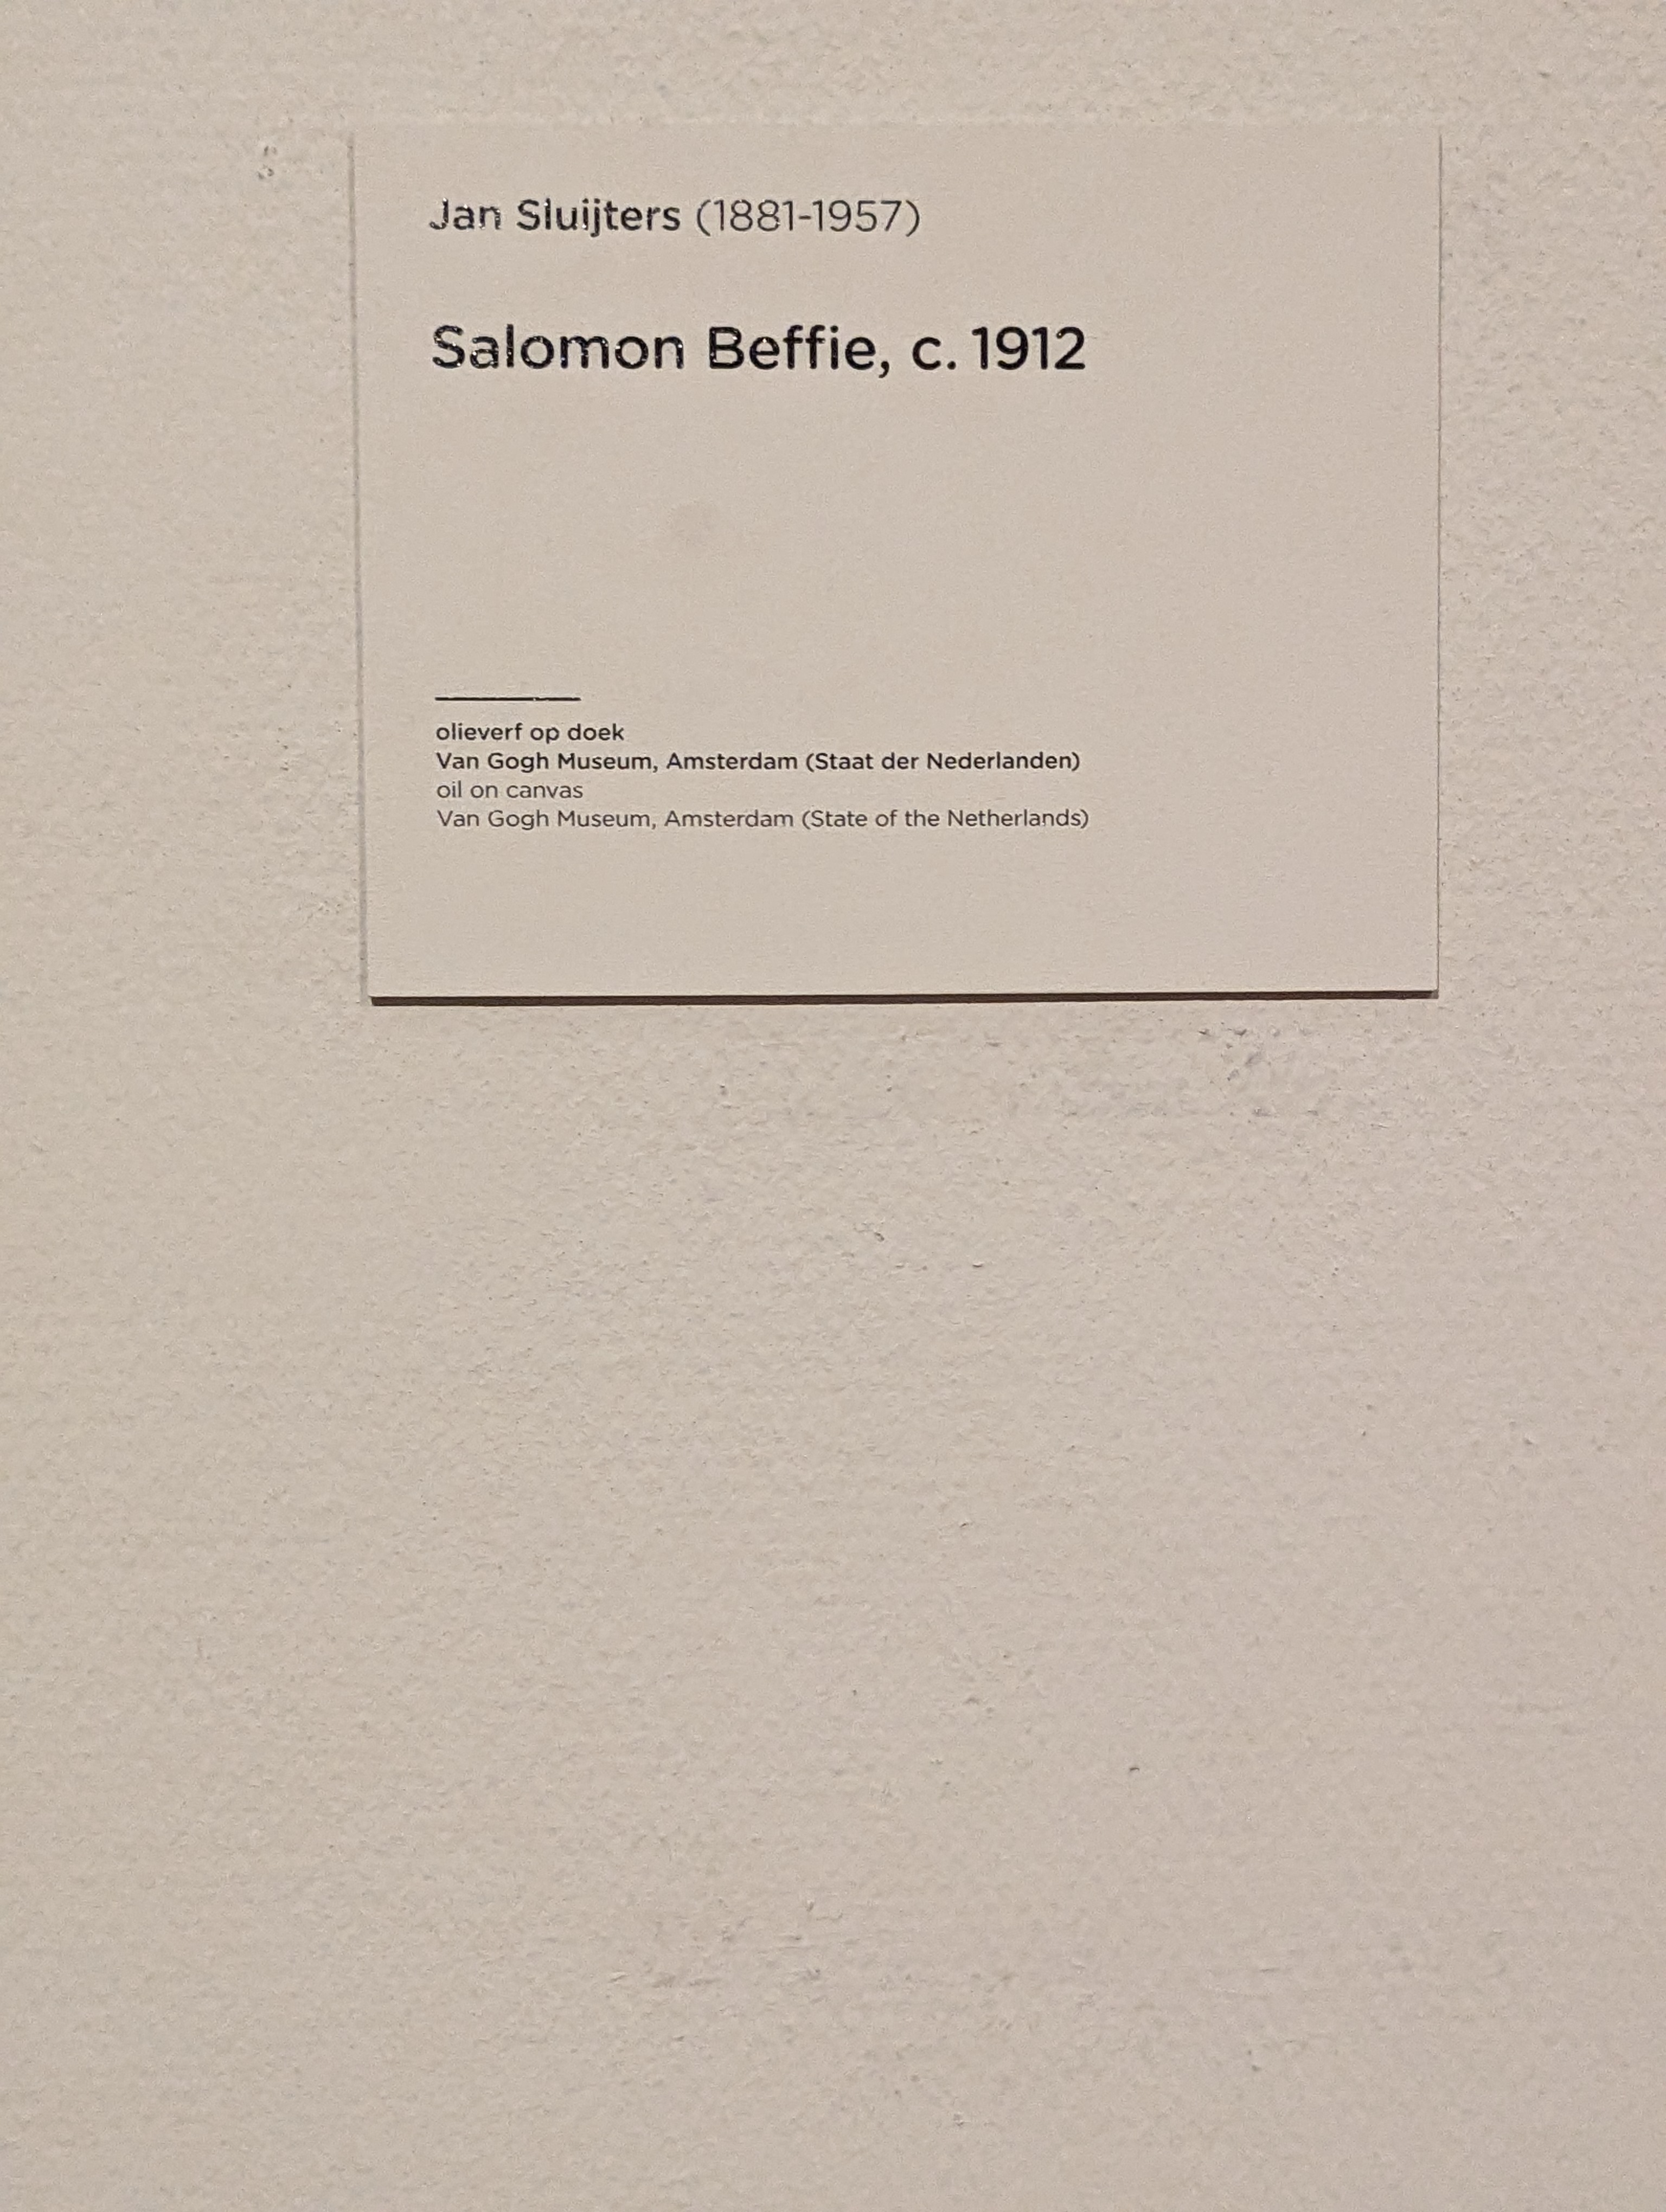 Jan Sluijters (1881-1957)
Salomon Beffie, c. 1912
olieverf op doek
Van Gogh Museum, Amsterdam (Staat der Nederlanden)
oil on canvas
Van Gogh Museum, Amsterdam (State of the Netherlands)